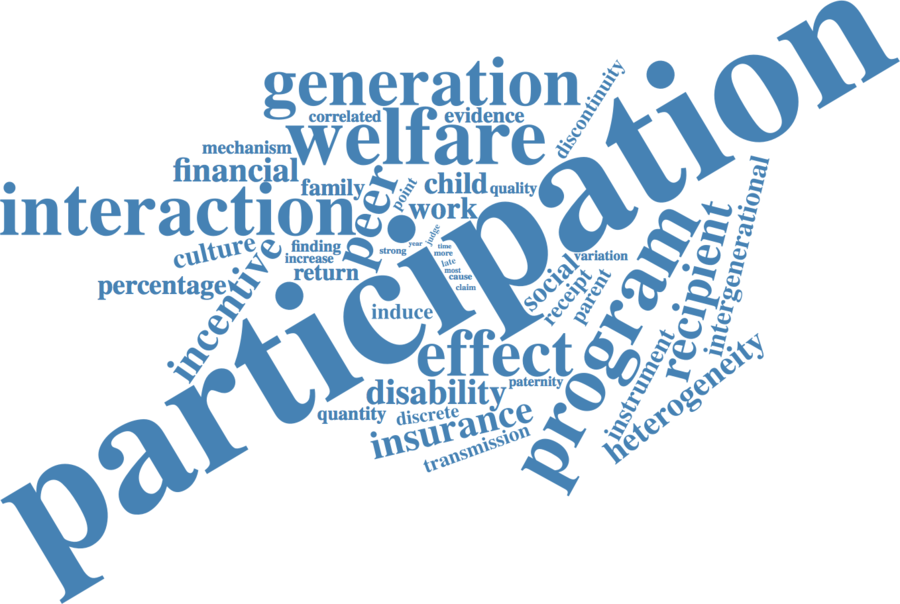 participation
generation
discontinuity
correlated
evidence
welfare
mechanism
financial
family
peer
point
child
quality
interaction
work
judge
culture
finding
strong
year
time
more
increase
late
most
cause
claim
incentive
percentage
return
induce
social
variation
receipt
parent
program
recipient
intergenerational
effect
disability
paternity
instrument
heterogeneity
quantity
discrete
insurance
transmission